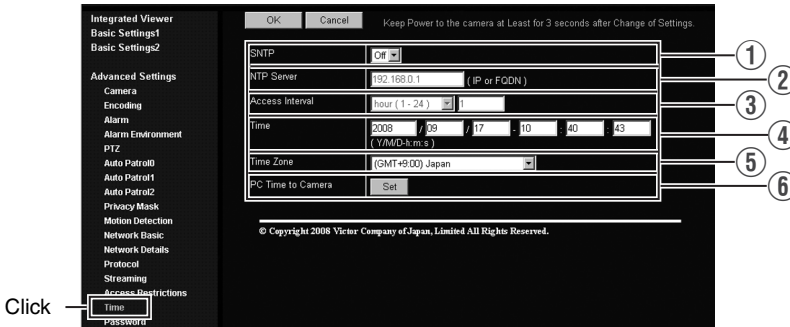 Integrated Viewer
Basic Settings1
Basic Settings2
Advanced Settings
Camera
Encoding
Alarm
Alarm Environment
PTZ
Auto Patrol0
Auto Patrol1
Auto Patrol2
Privacy Mask
Motion Detection
Network Basic
Network Details
Protocol
Streaming
Access Restrictions
Time
Password
Click
OK Cancel Keep Power to the camera at Least for 3 seconds after Change of Settings.
SNTP Off ①
NTP Server 192.168.0.1 ( IP or FQDN ) ②
Access Interval hour ( 1 - 24 ) 1 ③
Time 2008 / 09 / 17 - 10 : 40 : 43 ④
( Y/M/D-h:m:s )
Time Zone (GMT+9:00) Japan ⑤
PC Time to Camera Set ⑥
© Copyright 2008 Victor Company of Japan, Limited All Rights Reserved.